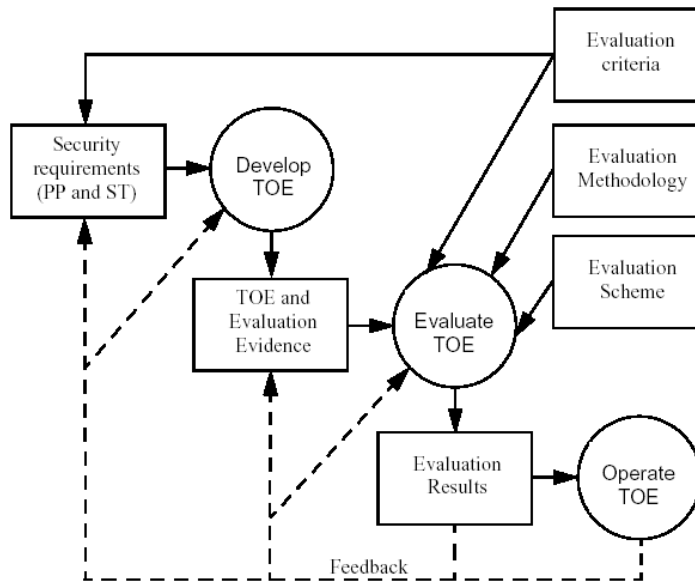 Evaluation
criteria
Security
requirements
(PP and ST)
Develop
TOE
Evaluation
Methodology
Evaluation
Scheme
TOE and
Evaluation
Evidence
Evaluate
TOE
Evaluation
Results
Operate
TOE
Feedback